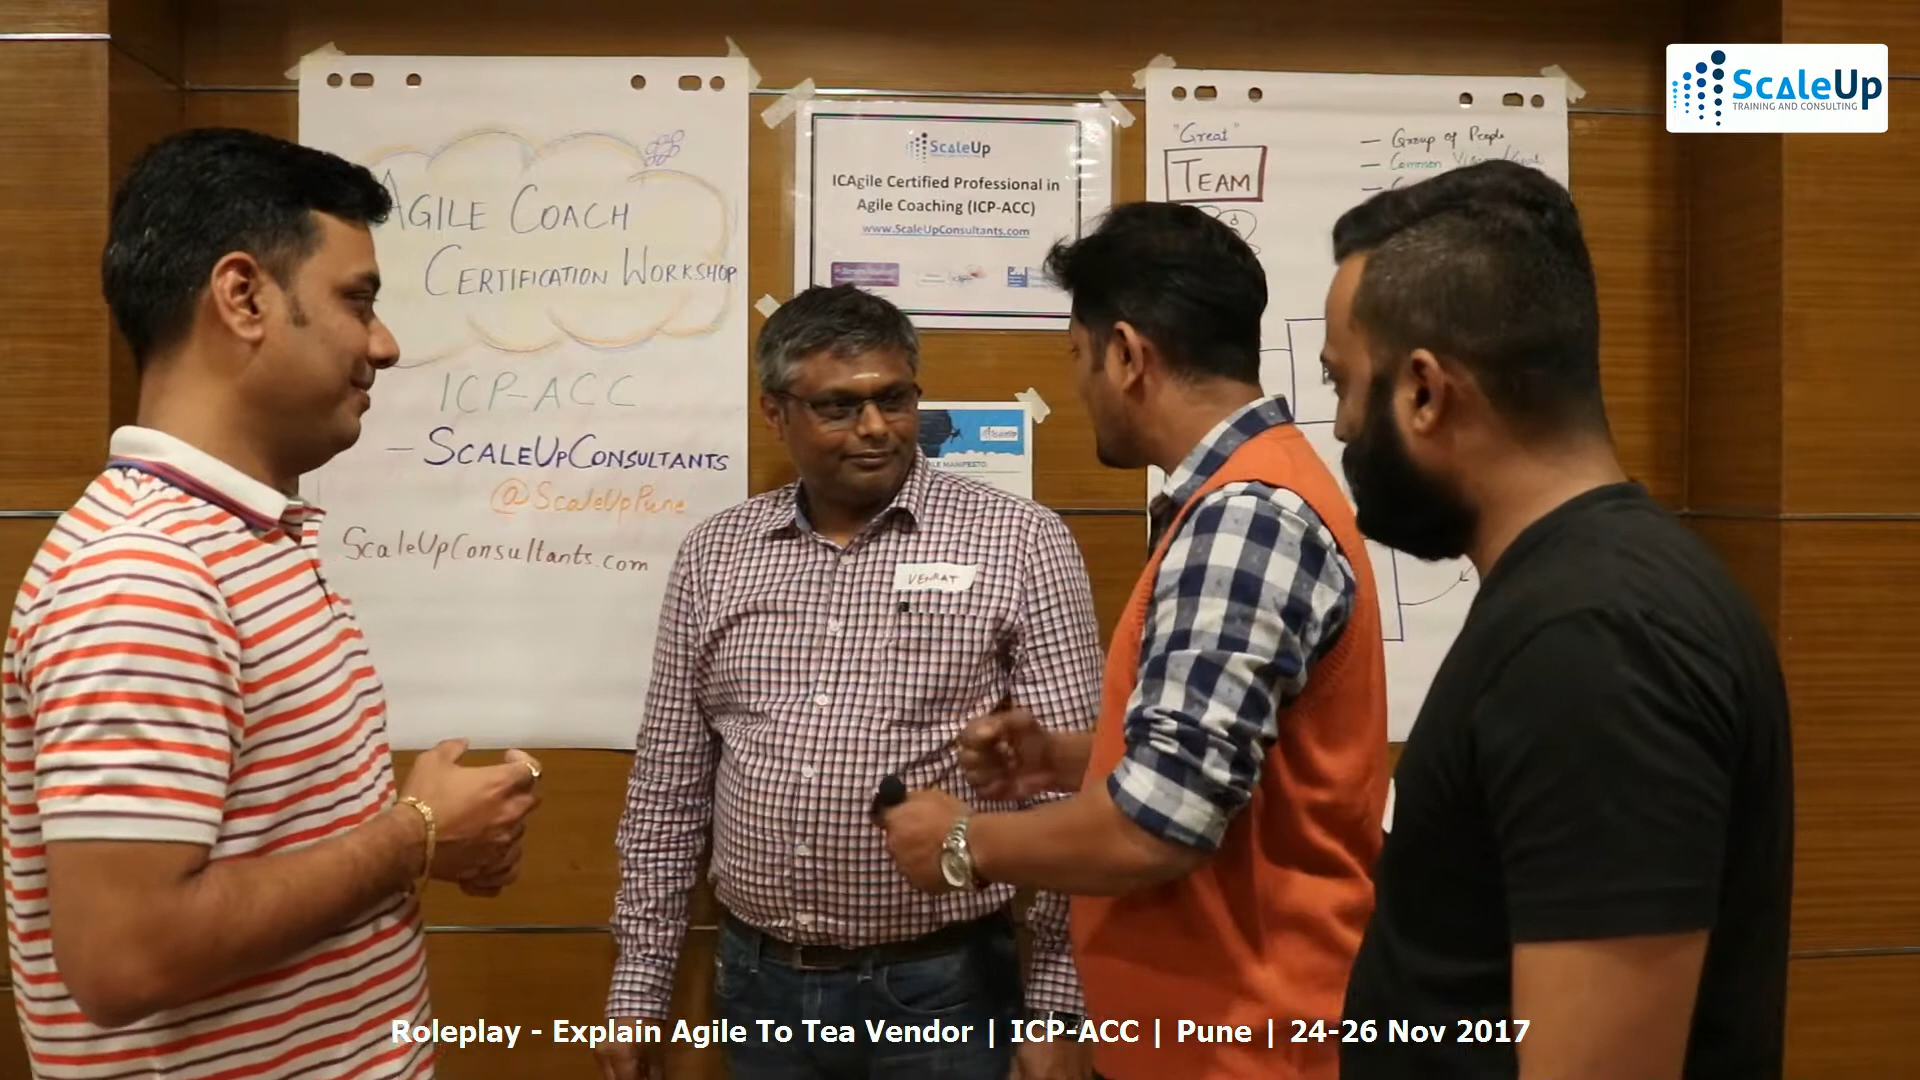 AGILE COACH
CERTIFICATION WORKSHOP
ICP-ACC
- SCALEUPCONSULTANTS
@ScaleUpPune
ScaleUpConsultants.com
ScaleUp
ICAgile Certified Professional in
Agile Coaching (ICP-ACC)
www.ScaleUpConsultants.com
MANIFESTO
"Great"
TEAM
— Group of People
— Common
ScaleUp
TRAINING AND CONSULTING
VENKAT
Roleplay - Explain Agile To Tea Vendor | ICP-ACC | Pune | 24-26 Nov 2017